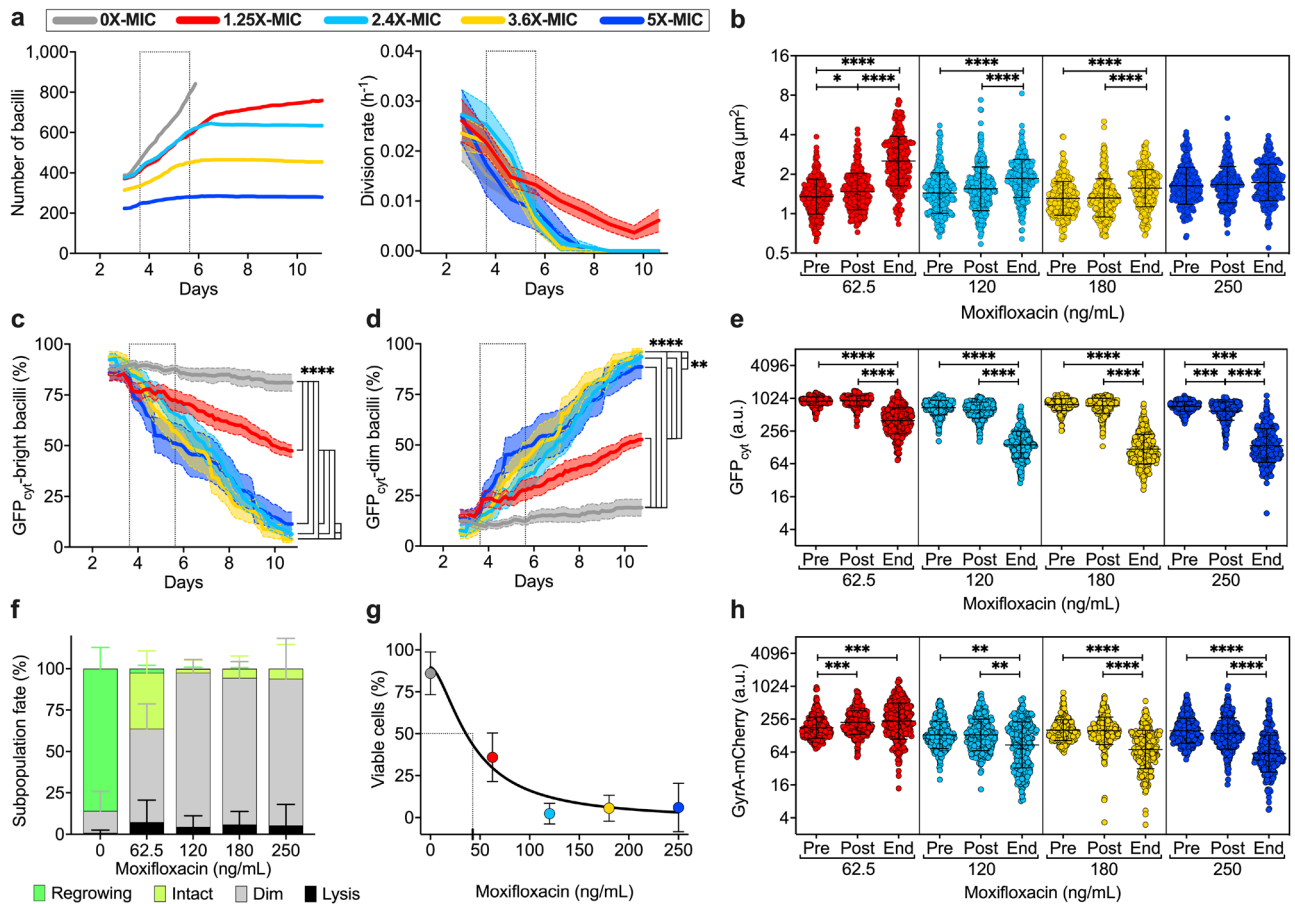 a
0X-MIC 1.25X-MIC 2.4X-MIC 3.6X-MIC 5X-MIC
Number of bacilli
1,000
800
600
400
200
0
2 4 6 8 10
Days
Division rate (h⁻¹)
0.04
0.03
0.02
0.01
0.00
2 4 6 8 10
Days
b
Area (µm²)
16
8
4
2
1
0.5
**** **** ****
* **** **** ****
Pre Post End Pre Post End Pre Post End Pre Post End
62.5 120 180 250
Moxifloxacin (ng/mL)
c
GFPcyt-bright bacilli (%)
100
75
50
25
0
****
2 4 6 8 10
Days
d
GFPcyt-dim bacilli (%)
100
75
50
25
0
****
**
2 4 6 8 10
Days
e
GFPcyt (a.u.)
4096
1024
256
64
16
4
**** **** **** ***
**** **** **** *** ****
Pre Post End Pre Post End Pre Post End Pre Post End
62.5 120 180 250
Moxifloxacin (ng/mL)
f
Subpopulation fate (%)
100
75
50
25
0
0 62.5 120 180 250
Moxifloxacin (ng/mL)
Regrowing Intact Dim Lysis
g
Viable cells (%)
100
75
50
25
0
0 50 100 150 200 250
Moxifloxacin (ng/mL)
h
GyrA-mCherry (a.u.)
4096
1024
256
64
16
4
*** ** **** ****
*** ** **** ****
Pre Post End Pre Post End Pre Post End Pre Post End
62.5 120 180 250
Moxifloxacin (ng/mL)